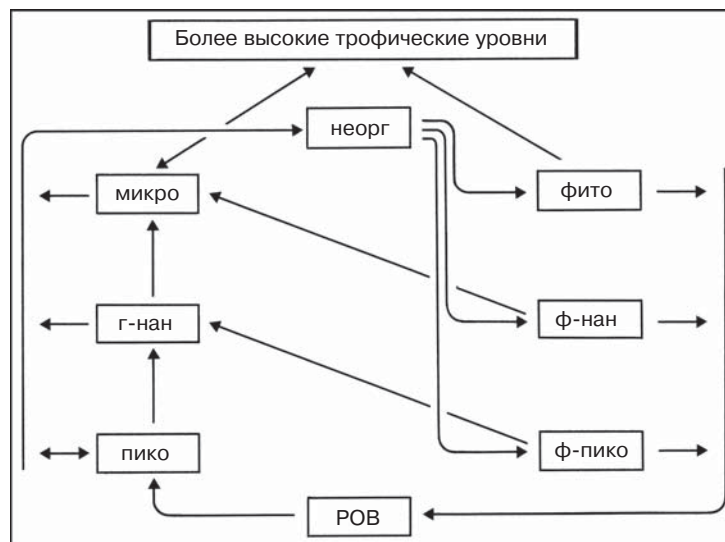 Более высокие трофические уровни
неорг
микро
фито
г-нан
ф-нан
пико
ф-пико
РОВ